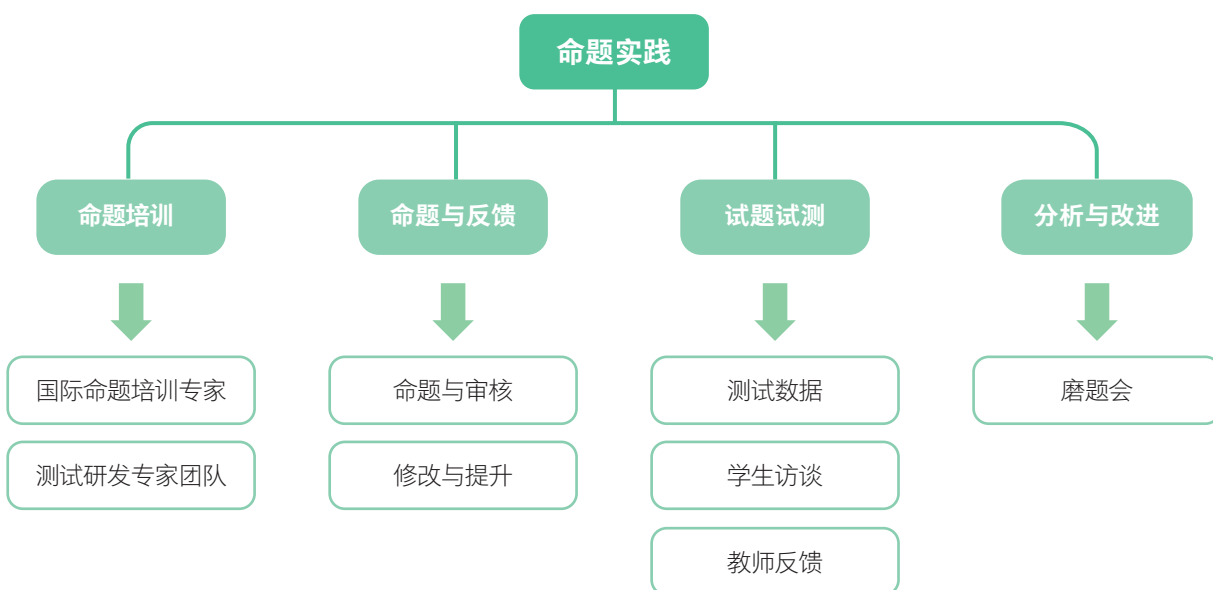 命题实践
命题培训
命题与反馈
试题试测
分析与改进
国际命题培训专家
命题与审核
测试数据
磨题会
测试研发专家团队
修改与提升
学生访谈
教师反馈